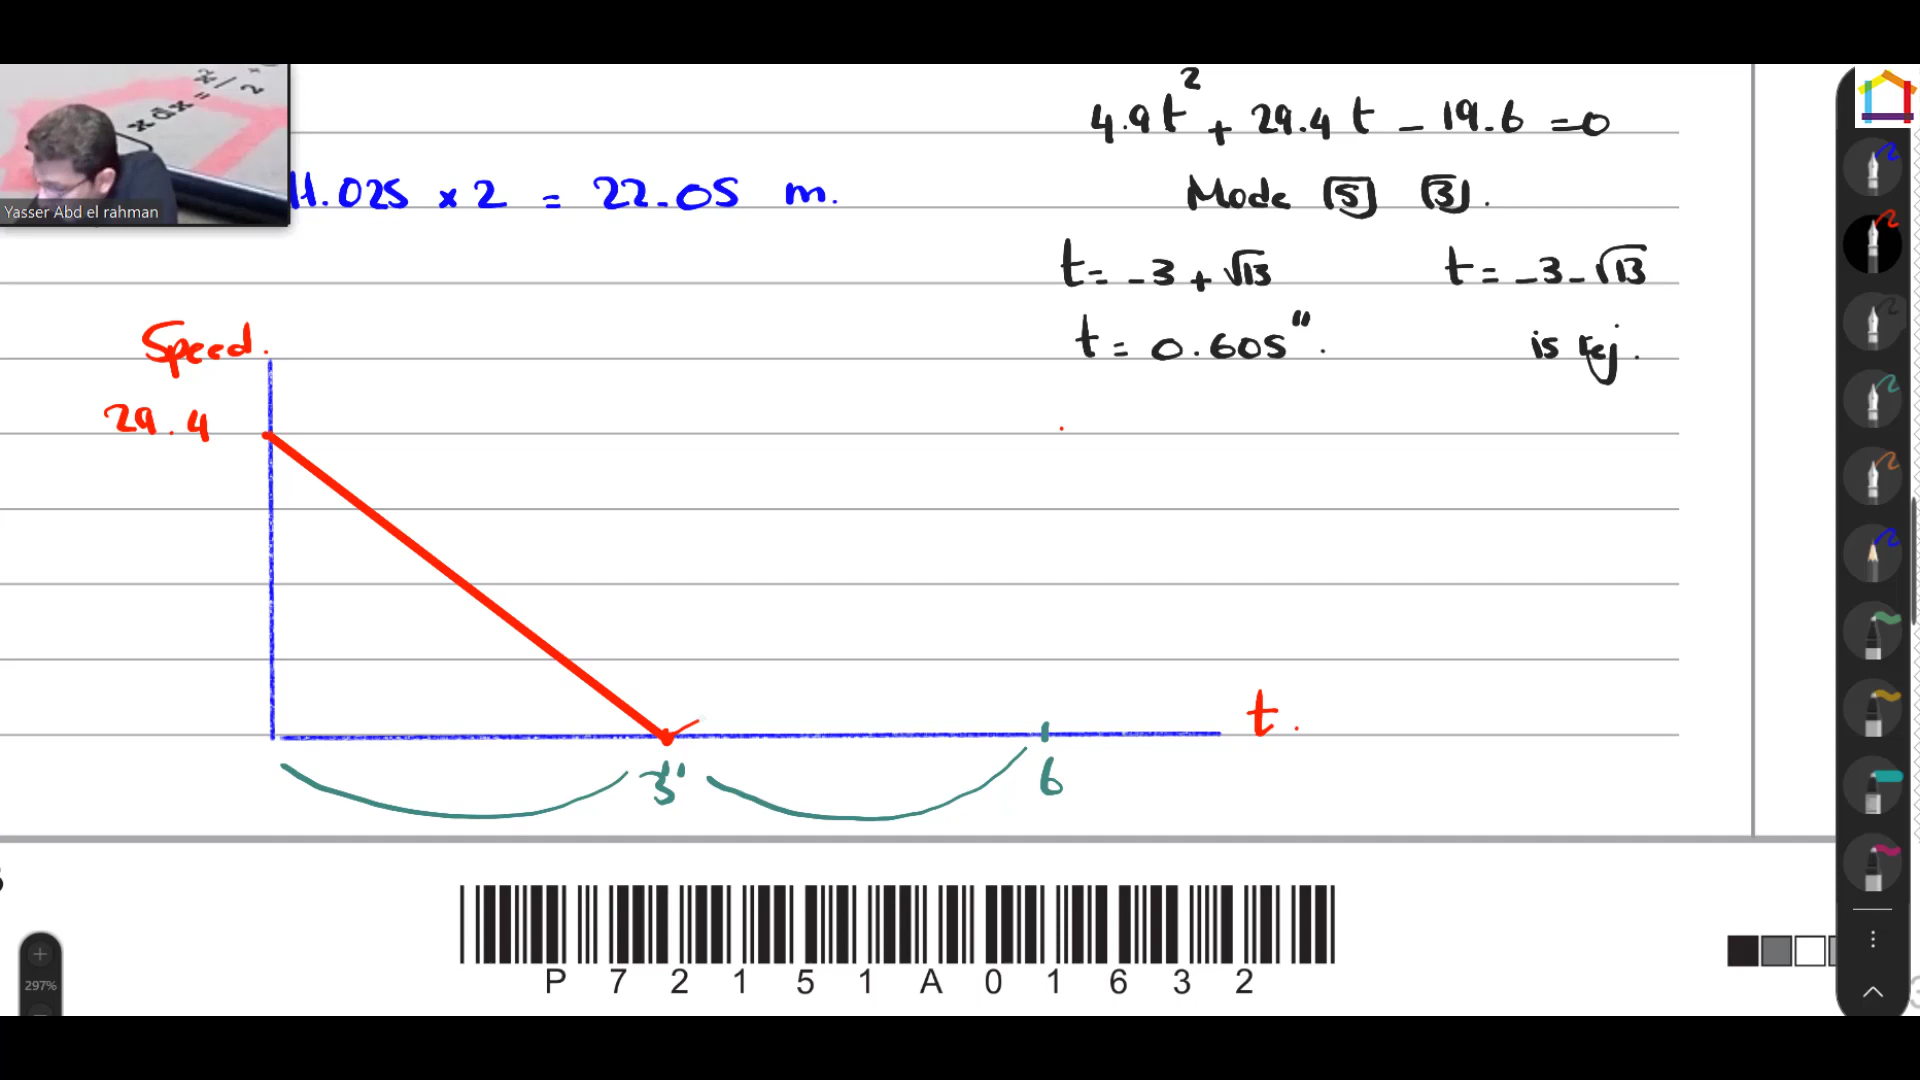 4.9t² + 29.4t - 19.6 = 0
11.025 × 2 = 22.05 m.
Mode [5] [3].
Yasser Abd el rahman
t = -3 + √13
t = -3 - √13
t = 0.605".
is rej.
Speed.
29.4
t.
3"
6
P 7 2 1 5 1 A 0 1 6 3 2
297%